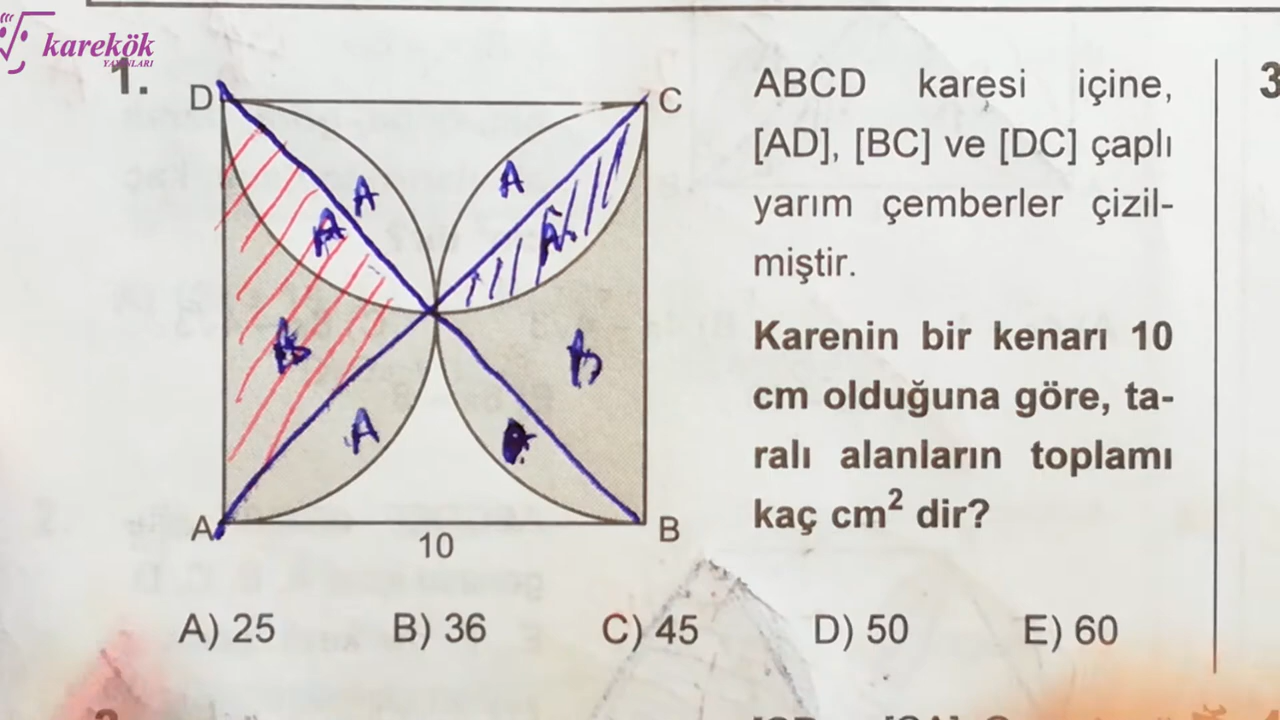 karekök
YAYINLARI
1.
D
C
A
A
A
A
B
B
A
A
B
10
ABCD karesi içine,
[AD], [BC] ve [DC] çaplı
yarım çemberler çizil-
miştir.
Karenin bir kenarı 10
cm olduğuna göre, ta-
ralı alanların toplamı
kaç cm² dir?
A) 25 B) 36 C) 45 D) 50 E) 60
3